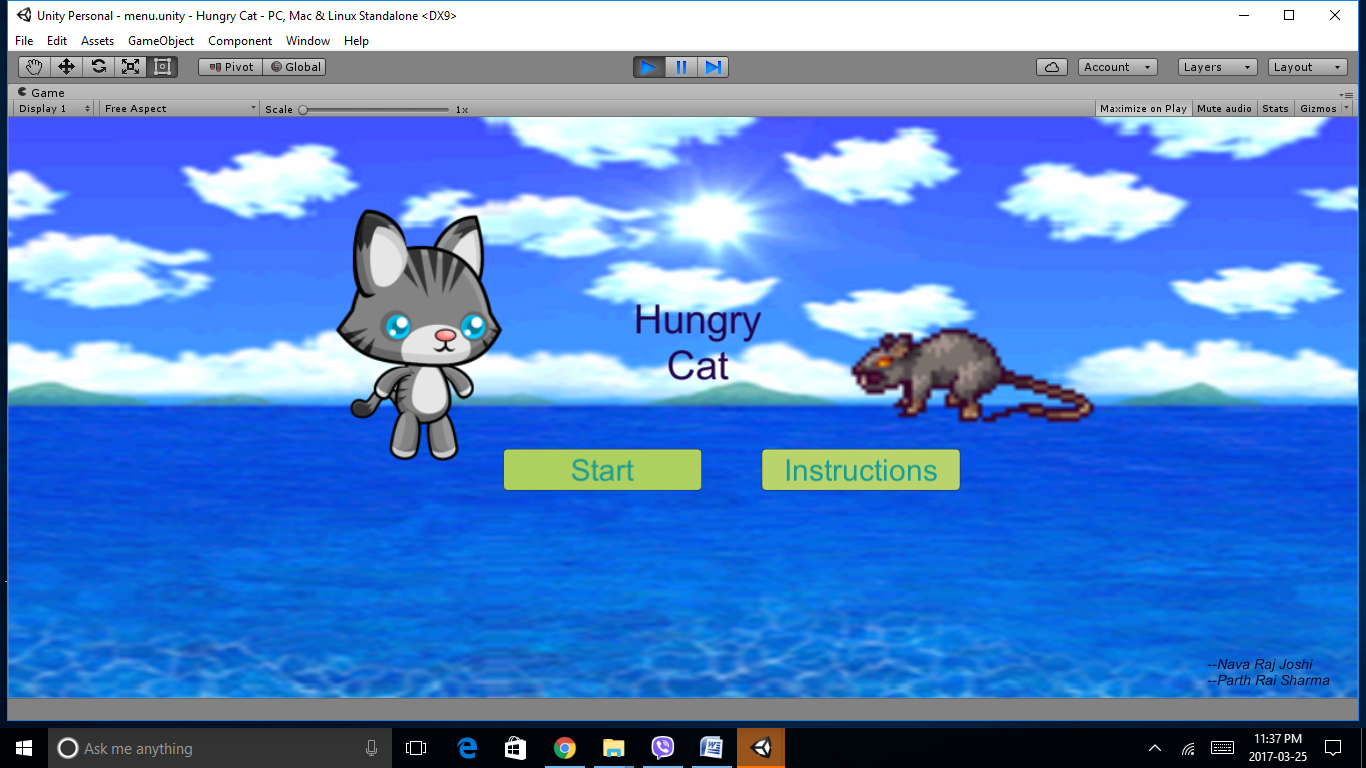 Unity Personal - menu.unity - Hungry Cat - PC, Mac & Linux Standalone <DX9>
File Edit Assets GameObject Component Window Help
Pivot Global Account Layers Layout
Game
Display 1 Free Aspect Scale 1x Maximize on Play Mute audio Stats Gizmos
Hungry
Cat
Start Instructions
--Nava Raj Joshi
--Parth Rai Sharma
Ask me anything
11:37 PM
2017-03-25